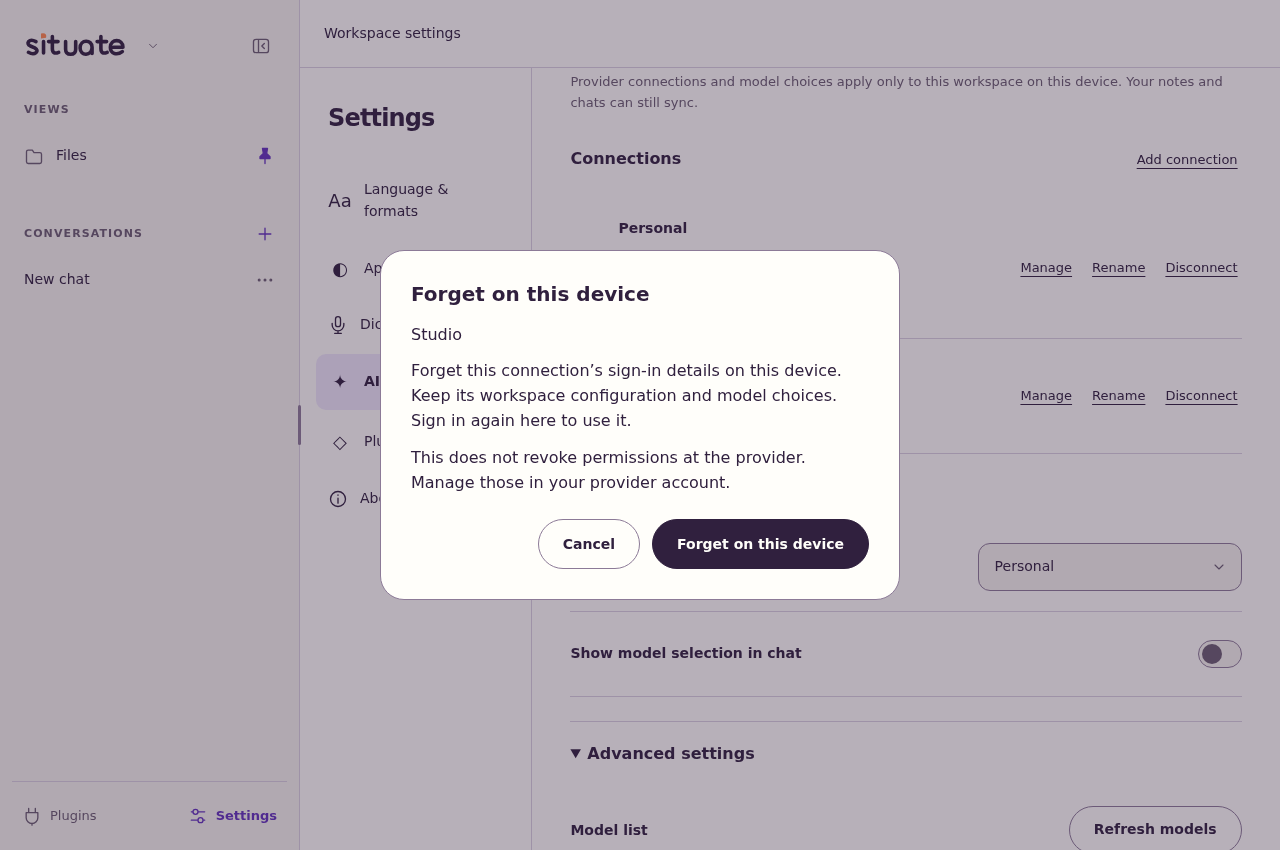 situate
Workspace settings
VIEWS
Files
CONVERSATIONS
New chat
Plugins
Settings
Settings
Aa Language &
formats
Ap
Dic
AI
Plu
Abo
Provider connections and model choices apply only to this workspace on this device. Your notes and
chats can still sync.
Connections
Add connection
Personal
Manage Rename Disconnect
Manage Rename Disconnect
Personal
Show model selection in chat
Advanced settings
Model list
Refresh models
Forget on this device
Studio
Forget this connection’s sign-in details on this device.
Keep its workspace configuration and model choices.
Sign in again here to use it.
This does not revoke permissions at the provider.
Manage those in your provider account.
Cancel
Forget on this device